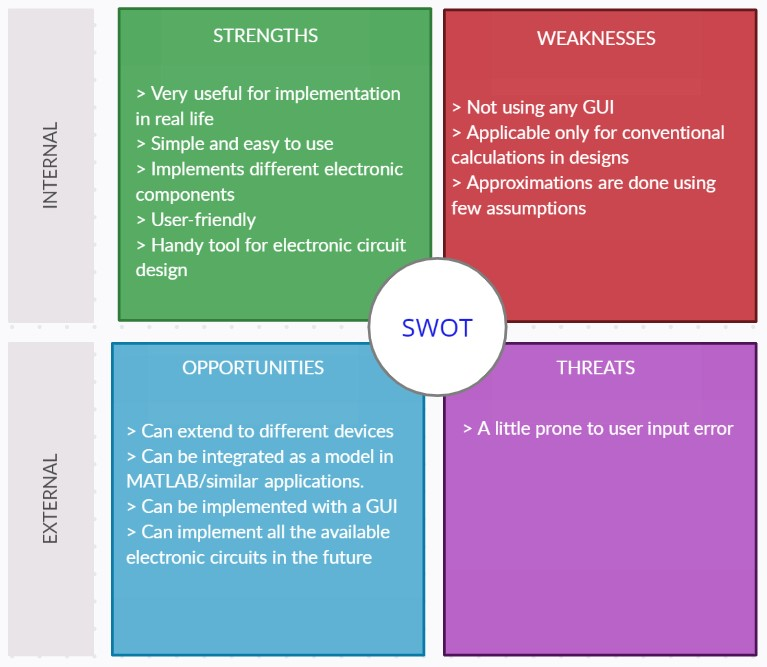 INTERNAL
STRENGTHS
> Very useful for implementation
in real life
> Simple and easy to use
> Implements different electronic
components
> User-friendly
> Handy tool for electronic circuit
design
WEAKNESSES
> Not using any GUI
> Applicable only for conventional
calculations in designs
> Approximations are done using
few assumptions
SWOT
EXTERNAL
OPPORTUNITIES
> Can extend to different devices
> Can be integrated as a model in
MATLAB/similar applications.
> Can be implemented with a GUI
> Can implement all the available
electronic circuits in the future
THREATS
> A little prone to user input error